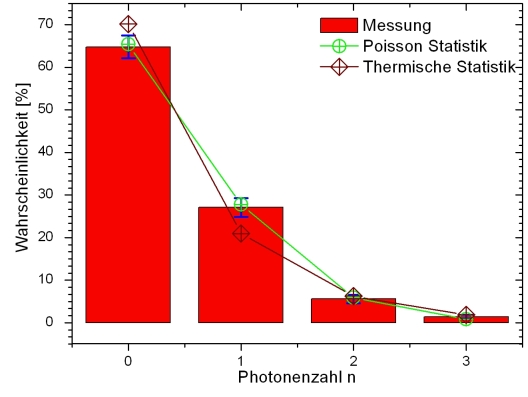 70
60
50
40
30
20
10
0
Wahrscheinlichkeit [%]
Messung
Poisson Statistik
Thermische Statistik
0 1 2 3
Photonenzahl n